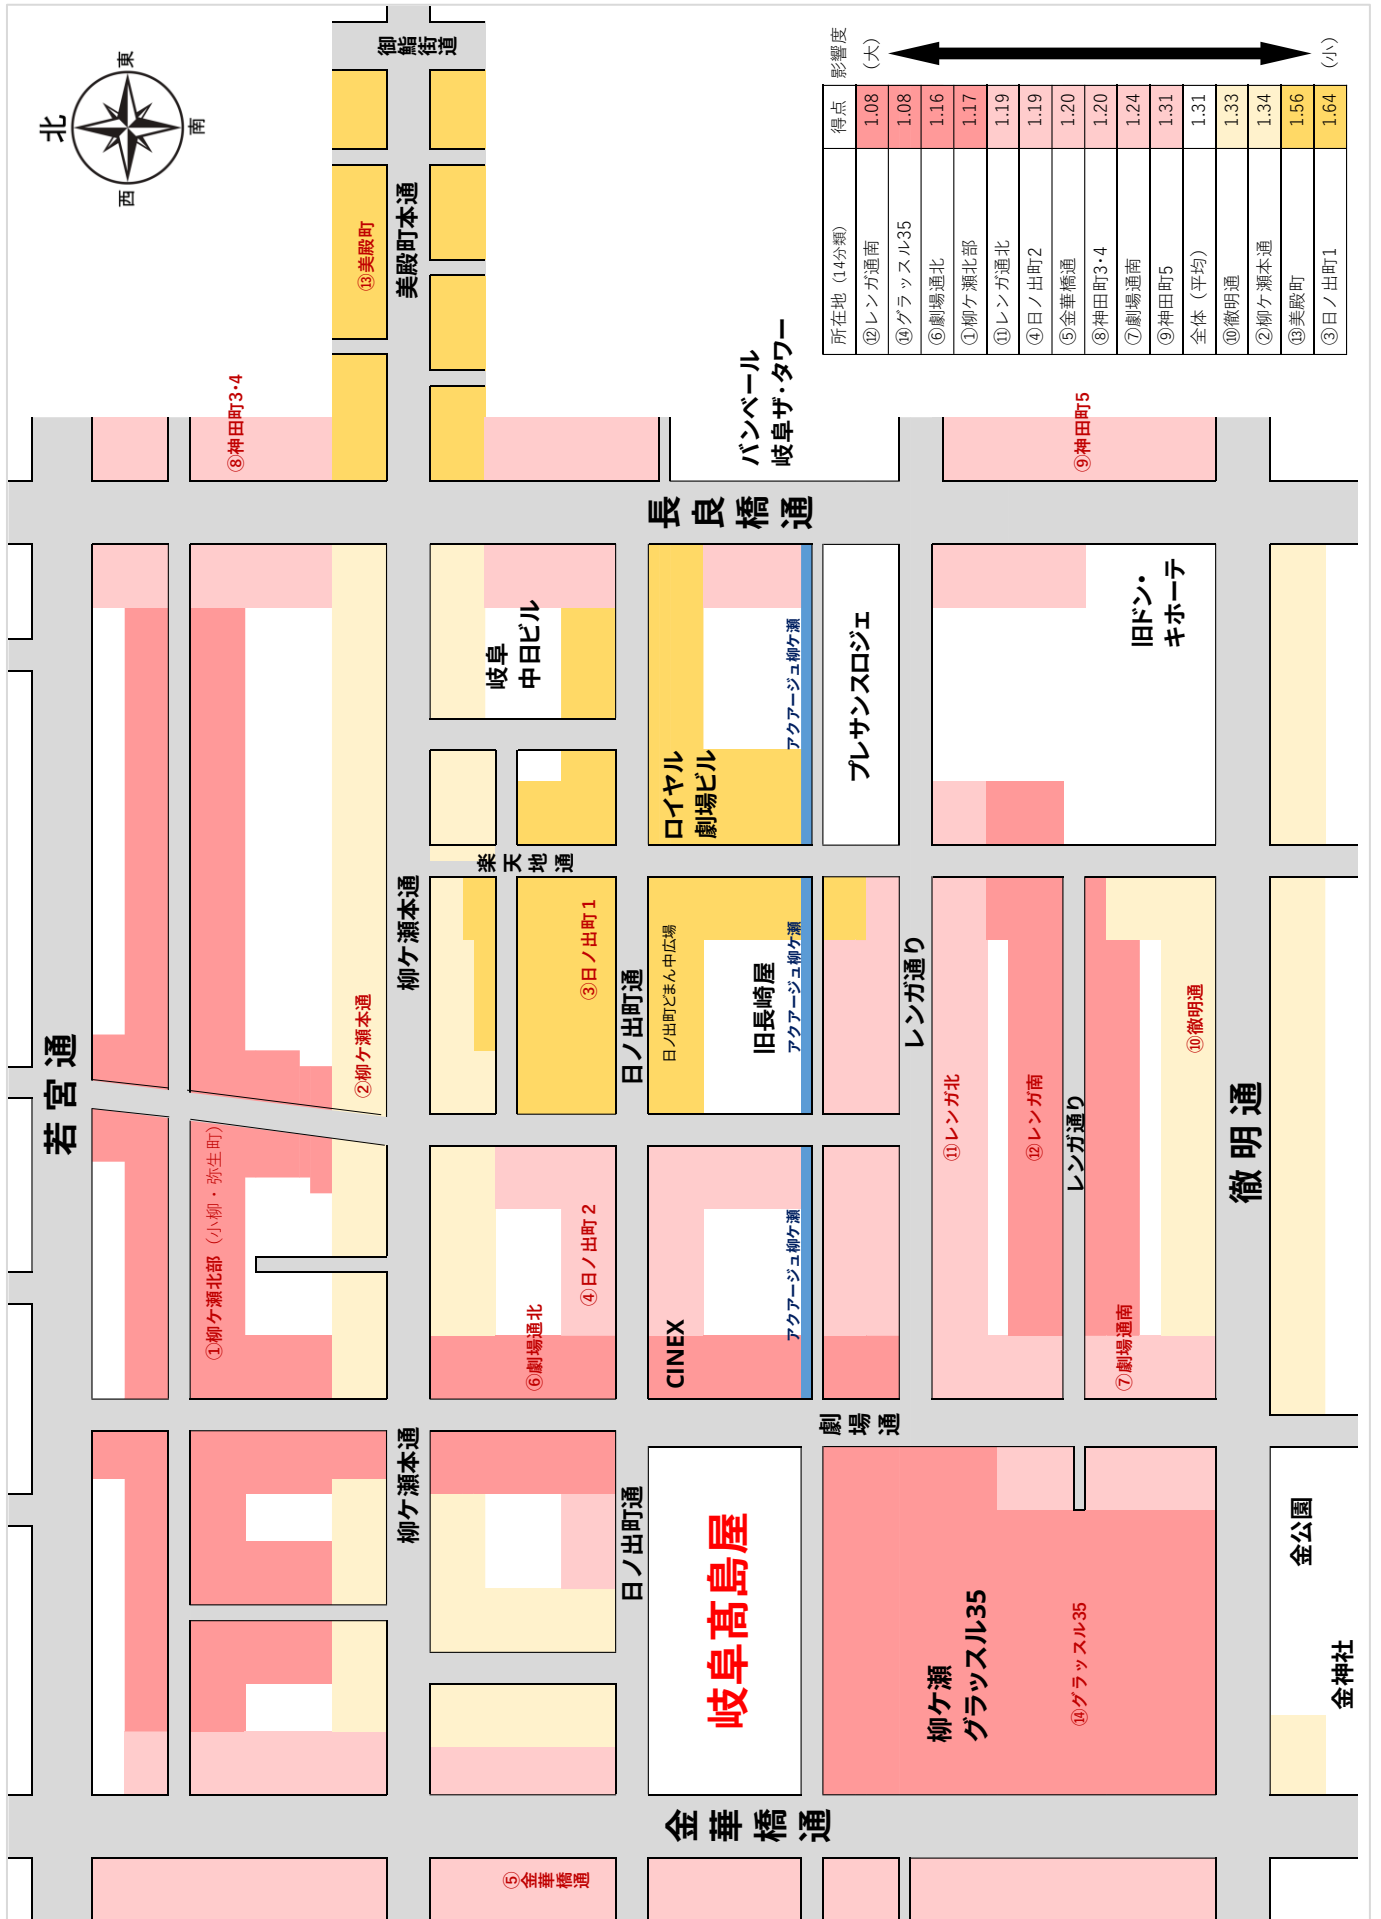 北
東
西
南
御鮨街道
⑬美殿町
美殿町本通
⑧神田町3・4
バンベール
岐阜ザ・タワー
⑨神田町5
所在地（14分類）	得点	影響度
⑫レンガ通南	1.08	（大）
⑭グラッスル35	1.08
⑥劇場通北	1.16
①柳ケ瀬北部	1.17
⑪レンガ通北	1.19
④日ノ出町2	1.19
⑤金華橋通	1.20
⑧神田町3・4	1.20
⑦劇場通南	1.24
⑨神田町5	1.31
全体（平均）	1.31
⑩徹明通	1.33
②柳ケ瀬本通	1.34
⑬美殿町	1.56
③日ノ出町1	1.64	（小）
長良橋通
岐阜
中日ビル
ロイヤル
劇場ビル
アクアージュ柳ケ瀬
プレサンスロジェ
旧ドン・
キホーテ
楽天地通
若宮通
②柳ケ瀬本通
柳ケ瀬本通
③日ノ出町１
日ノ出町通
日ノ出町どまん中広場
旧長崎屋
アクアージュ柳ケ瀬
レンガ通り
⑪レンガ北
⑫レンガ南
レンガ通り
⑩徹明通
徹明通
①柳ケ瀬北部（小柳・弥生町）
⑥劇場通北
④日ノ出町２
CINEX
アクアージュ柳ケ瀬
⑦劇場通南
劇場通
柳ケ瀬本通
日ノ出町通
岐阜髙島屋
柳ケ瀬
グラッスル35
⑭グラッスル35
金公園
金神社
金華橋通
⑤金華橋通